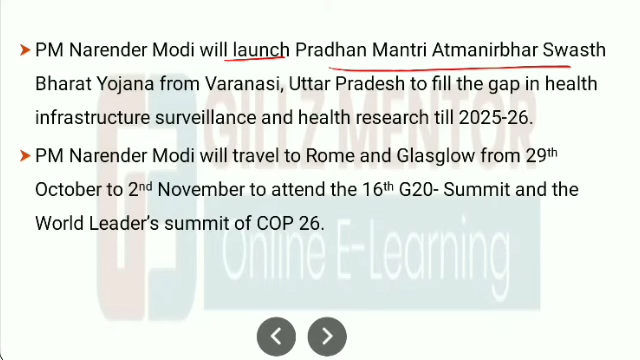 PM Narender Modi will launch Pradhan Mantri Atmanirbhar Swasth
Bharat Yojana from Varanasi, Uttar Pradesh to fill the gap in health
infrastructure surveillance and health research till 2025-26.
PM Narender Modi will travel to Rome and Glasglow from 29th
October to 2nd November to attend the 16th G20- Summit and the
World Leader's summit of COP 26.
GILLZ MENTOR
Online E-Learning